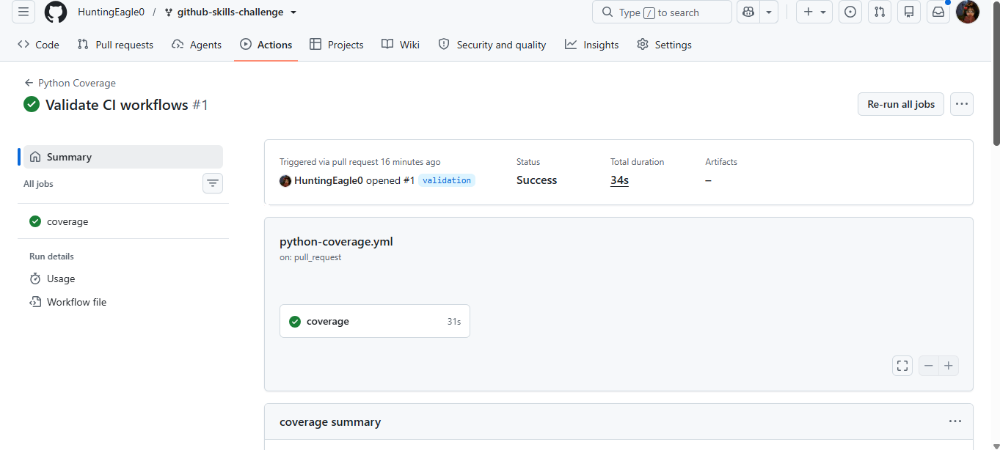 HuntingEagle0 / github-skills-challenge
Type / to search
Code Pull requests Agents Actions Projects Wiki Security and quality Insights Settings
← Python Coverage
Validate CI workflows #1
Re-run all jobs
Summary
All jobs
coverage
Run details
Usage
Workflow file
Triggered via pull request 16 minutes ago
HuntingEagle0 opened #1 validation
Status
Success
Total duration
34s
Artifacts
–
python-coverage.yml
on: pull_request
coverage 31s
coverage summary